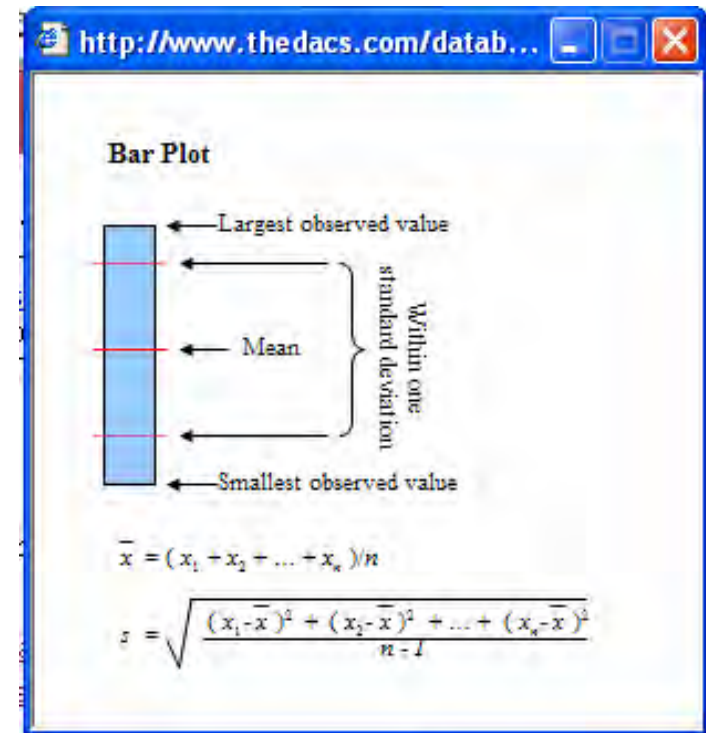 http://www.thedacs.com/datab...
Bar Plot
Largest observed value
Within one
standard deviation
Mean
Smallest observed value
x̄ = ( x₁ + x₂ + ... + xₙ )/n
s = √( (x₁-x̄)² + (x₂-x̄)² + ... + (xₙ-x̄)² / n - 1 )